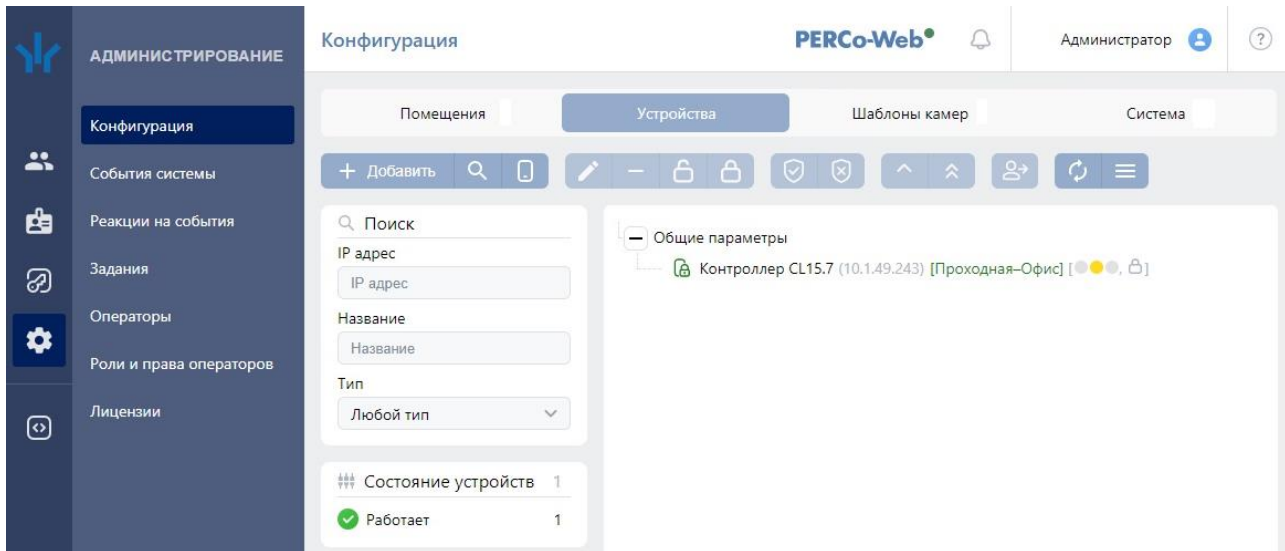 АДМИНИСТРИРОВАНИЕ
Конфигурация
События системы
Реакции на события
Задания
Операторы
Роли и права операторов
Лицензии
Конфигурация
PERCo-Web
Администратор
?
Помещения
Устройства
Шаблоны камер
Система
+ Добавить
Поиск
IP адрес
IP адрес
Название
Название
Тип
Любой тип
Состояние устройств 1
Работает 1
Общие параметры
Контроллер CL15.7 (10.1.49.243) [Проходная–Офис] [, ]